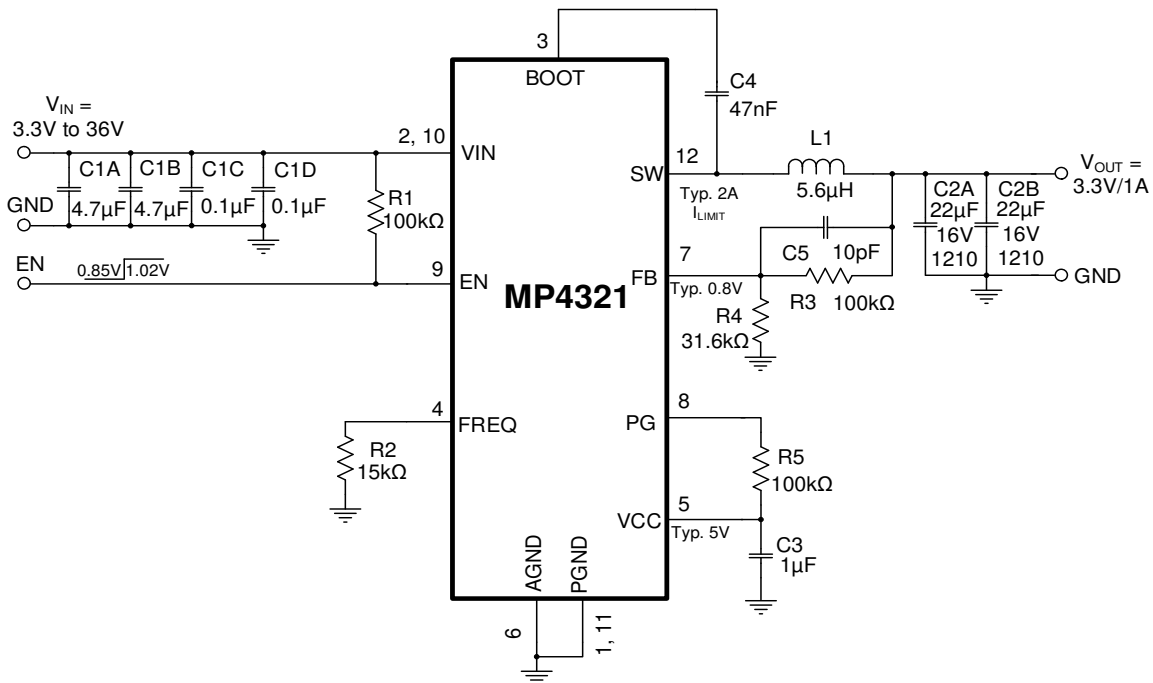 3
BOOT
C4
47nF
V_IN =
3.3V to 36V
2, 10
VIN
C1A
C1B
C1C
C1D
4.7µF
4.7µF
0.1µF
0.1µF
GND
R1
100kΩ
EN
0.85V
1.02V
9
EN
MP4321
12
SW
Typ. 2A
I_LIMIT
L1
5.6µH
V_OUT =
3.3V/1A
C2A
22µF
16V
1210
C2B
22µF
16V
1210
GND
C5
10pF
7
FB
Typ. 0.8V
R3
100kΩ
R4
31.6kΩ
4
FREQ
R2
15kΩ
8
PG
R5
100kΩ
5
VCC
Typ. 5V
C3
1µF
AGND
PGND
6
1, 11